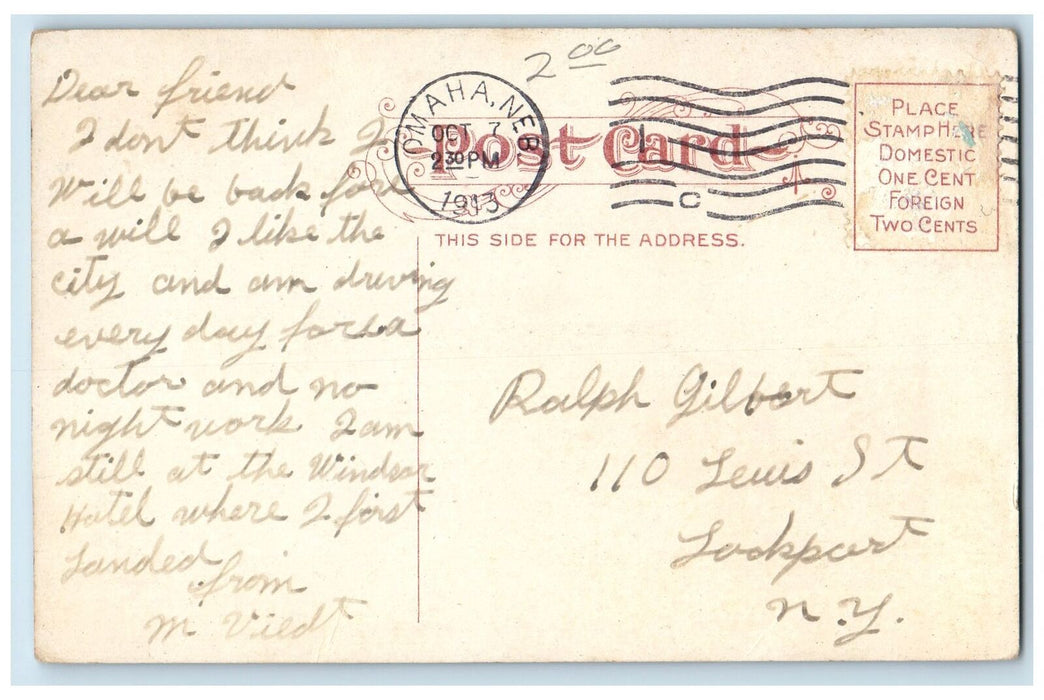 Dear friend
I dont think I
Will be back for
a will I like the
city and am driving
every day for a
doctor and no
night work I am
still at the Windsor
Hotel where I first
Landed
from
M Viedt
2 00
OMAHA, NEB
OCT 7
2 30 PM
1913
Post Card
THIS SIDE FOR THE ADDRESS.
1
C
PLACE
STAMP HERE
DOMESTIC
ONE CENT
FOREIGN
TWO CENTS
Ralph Gilbert
110 Lewis St
Lockport
N.Y.